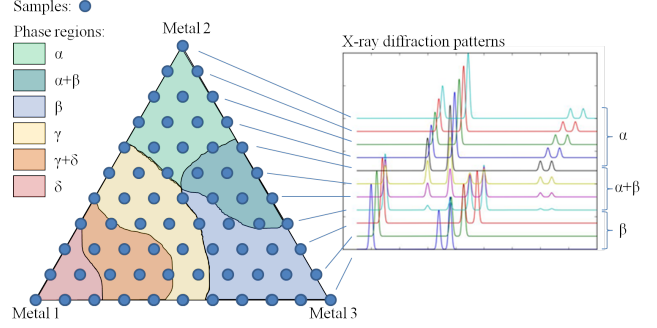 Samples:
Phase regions:
α
α+β
β
γ
γ+δ
δ
Metal 2
Metal 1
Metal 3
X-ray diffraction patterns
α
α+β
β